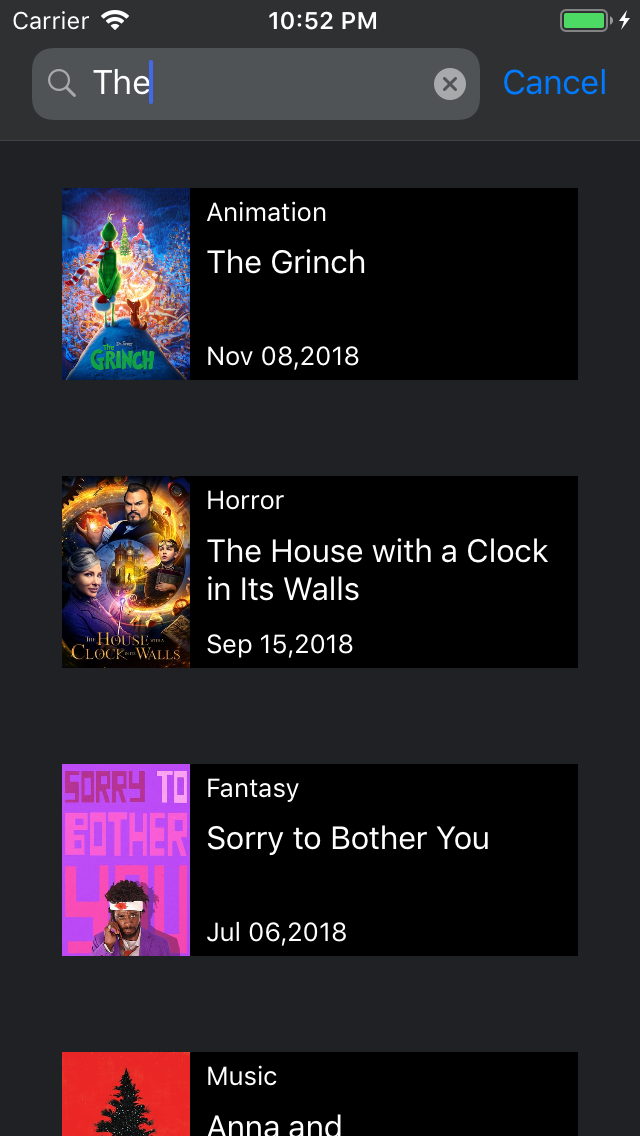 Carrier 10:52 PM
The Cancel
Animation
The Grinch
Nov 08,2018
Dr. Seuss'
The
GRINCH
Horror
The House with a Clock
in Its Walls
Sep 15,2018
THE HOUSE WITH A
CLOCK IN ITS WALLS
Fantasy
Sorry to Bother You
Jul 06,2018
SORRY TO
BOTHER
YOU
Music
Anna and